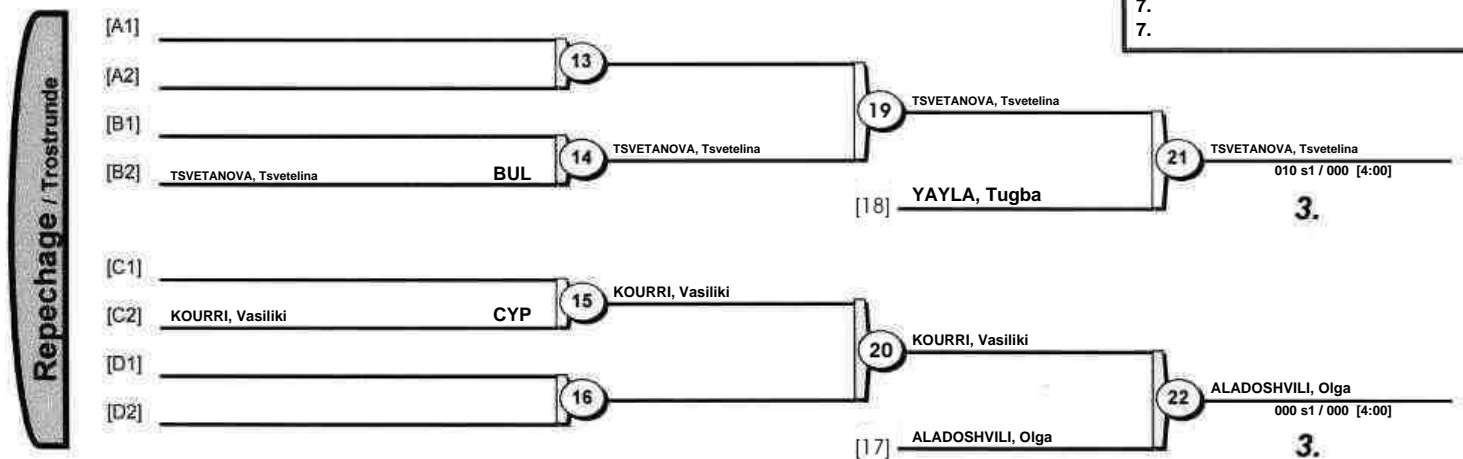 7.
7.
Repechage / Trostrunde
[A1]
[A2]
13
[B1]
[B2] TSVETANOVA, Tsvetelina BUL
14
TSVETANOVA, Tsvetelina
19
TSVETANOVA, Tsvetelina
[18] YAYLA, Tugba
21
TSVETANOVA, Tsvetelina
010 s1 / 000 [4:00]
3.
[C1]
[C2] KOURRI, Vasiliki CYP
15
KOURRI, Vasiliki
[D1]
[D2]
16
20
KOURRI, Vasiliki
[17] ALADOSHVILI, Olga
22
ALADOSHVILI, Olga
000 s1 / 000 [4:00]
3.